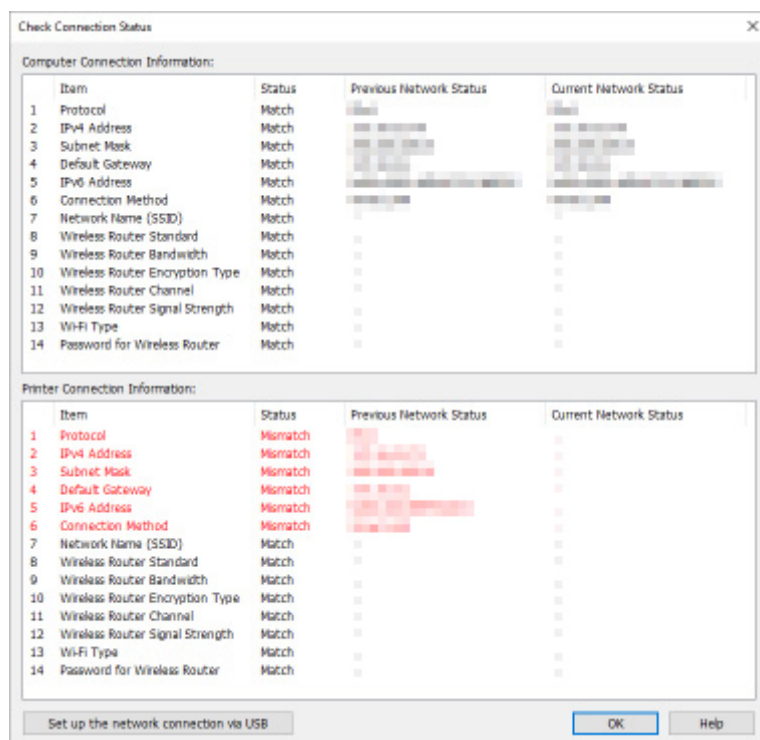 Check Connection Status
Computer Connection Information:
Item Status Previous Network Status Current Network Status
1 Protocol Match
2 IPv4 Address Match
3 Subnet Mask Match
4 Default Gateway Match
5 IPv6 Address Match
6 Connection Method Match
7 Network Name (SSID) Match
8 Wireless Router Standard Match
9 Wireless Router Bandwidth Match
10 Wireless Router Encryption Type Match
11 Wireless Router Channel Match
12 Wireless Router Signal Strength Match
13 Wi-Fi Type Match
14 Password for Wireless Router Match
Printer Connection Information:
Item Status Previous Network Status Current Network Status
1 Protocol Mismatch
2 IPv4 Address Mismatch
3 Subnet Mask Mismatch
4 Default Gateway Mismatch
5 IPv6 Address Mismatch
6 Connection Method Mismatch
7 Network Name (SSID) Match
8 Wireless Router Standard Match
9 Wireless Router Bandwidth Match
10 Wireless Router Encryption Type Match
11 Wireless Router Channel Match
12 Wireless Router Signal Strength Match
13 Wi-Fi Type Match
14 Password for Wireless Router Match
Set up the network connection via USB OK Help